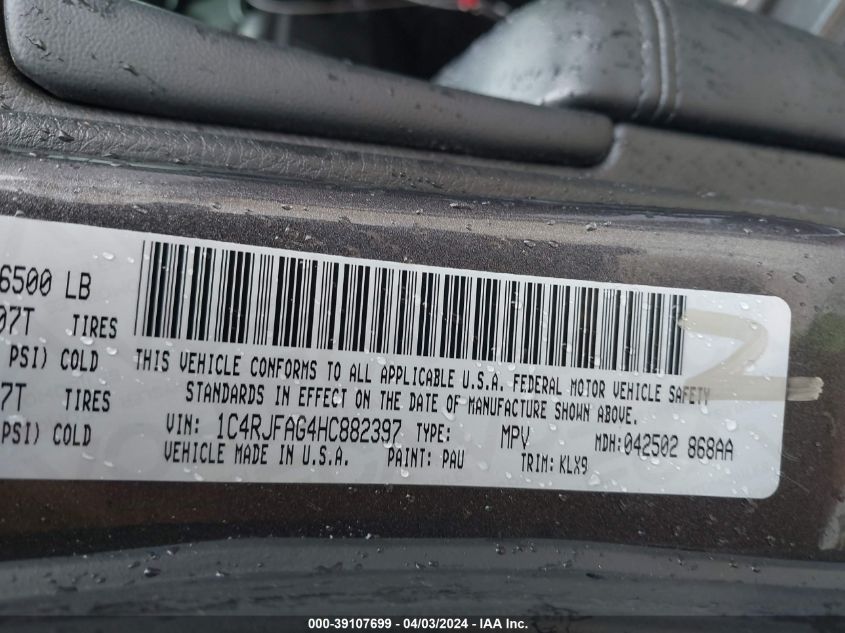 6500 LB
07T TIRES
PSI) COLD
7T TIRES
PSI) COLD
THIS VEHICLE CONFORMS TO ALL APPLICABLE U.S.A. FEDERAL MOTOR VEHICLE SAFETY
STANDARDS IN EFFECT ON THE DATE OF MANUFACTURE SHOWN ABOVE.
VIN: 1C4RJFAG4HC882397 TYPE: MPV MDH: 042502 868AA
VEHICLE MADE IN U.S.A. PAINT: PAU TRIM: KLX9
2
000-39107699 - 04/03/2024 - IAA Inc.